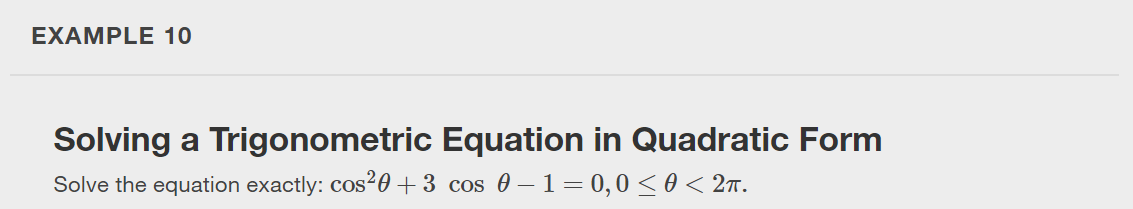 EXAMPLE 10
Solving a Trigonometric Equation in Quadratic Form
Solve the equation exactly: cos²θ + 3 cos θ − 1 = 0, 0 ≤ θ < 2π.